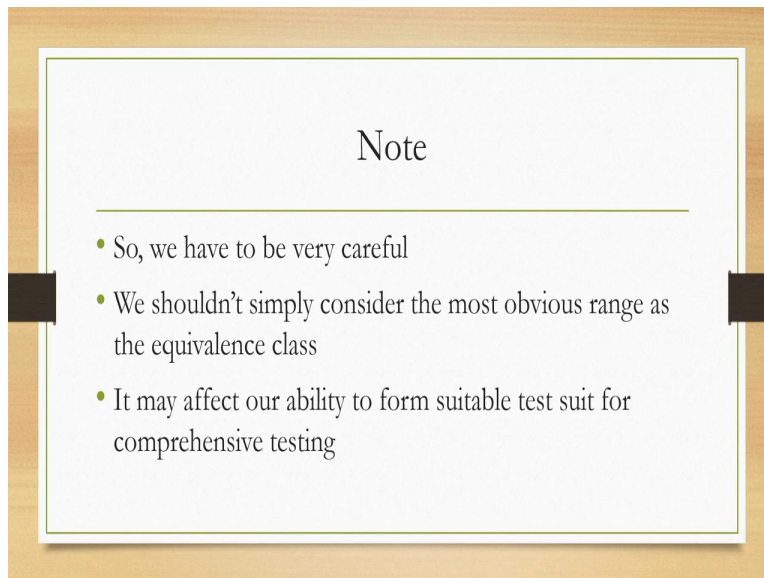 Note
• So, we have to be very careful
• We shouldn’t simply consider the most obvious range as
the equivalence class
• It may affect our ability to form suitable test suit for
comprehensive testing